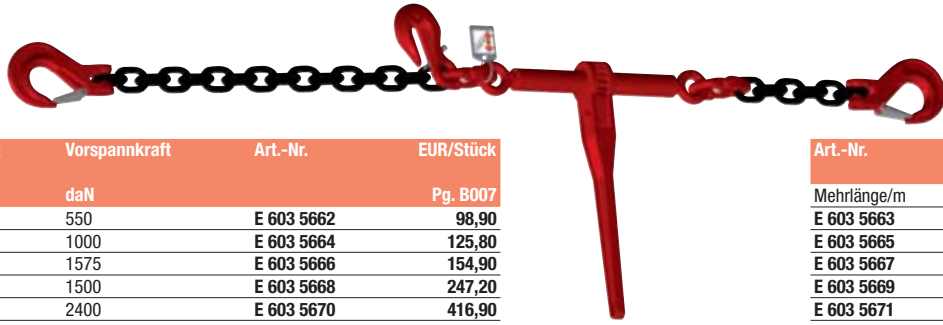 Vorspannkraft Art.-Nr. EUR/Stück
daN Pg. B007
550 E 603 5662 98,90
1000 E 603 5664 125,80
1575 E 603 5666 154,90
1500 E 603 5668 247,20
2400 E 603 5670 416,90
Art.-Nr.
Mehrlänge/m
E 603 5663
E 603 5665
E 603 5667
E 603 5669
E 603 5671